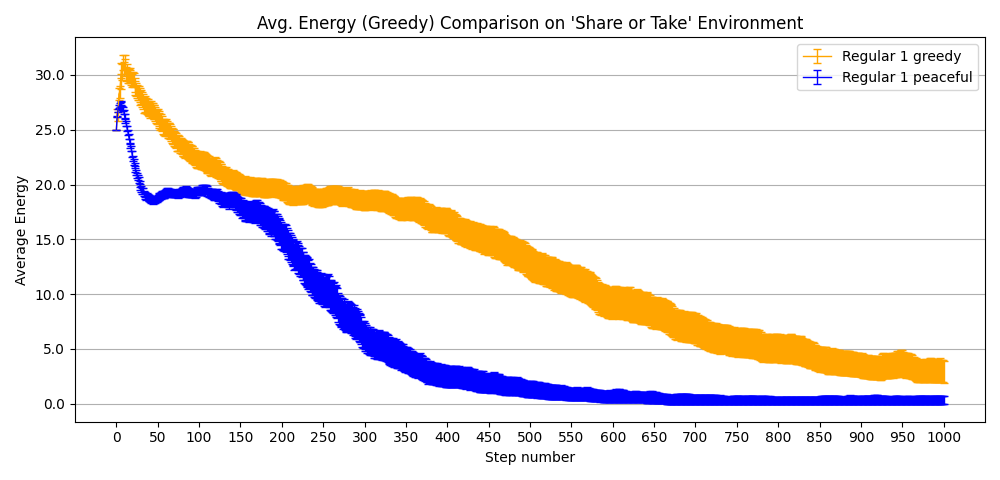 Avg. Energy (Greedy) Comparison on 'Share or Take' Environment
Regular 1 greedy
Regular 1 peaceful
Average Energy
30.0
25.0
20.0
15.0
10.0
5.0
0.0
0 50 100 150 200 250 300 350 400 450 500 550 600 650 700 750 800 850 900 950 1000
Step number